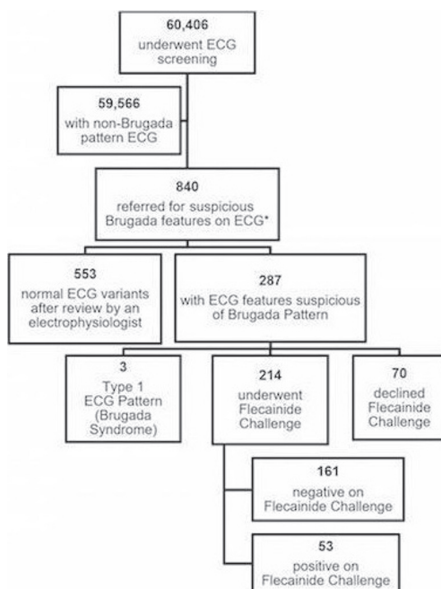 60,406
underwent ECG
screening
59,566
with non-Brugada
pattern ECG
840
referred for suspicious
Brugada features on ECG*
553
normal ECG variants
after review by an
electrophysiologist
287
with ECG features suspicious
of Brugada Pattern
3
Type 1
ECG Pattern
(Brugada
Syndrome)
214
underwent
Flecainide
Challenge
70
declined
Flecainide
Challenge
161
negative on
Flecainide Challenge
53
positive on
Flecainide Challenge